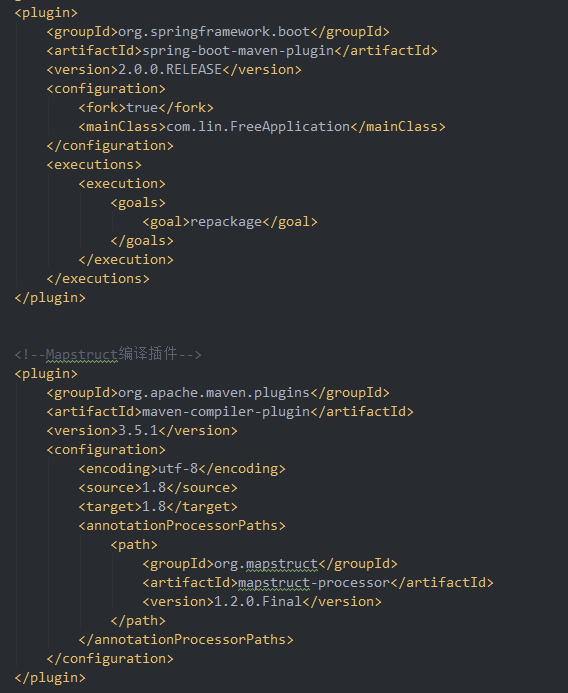 <plugin>
    <groupId>org.springframework.boot</groupId>
    <artifactId>spring-boot-maven-plugin</artifactId>
    <version>2.0.0.RELEASE</version>
    <configuration>
        <fork>true</fork>
        <mainClass>com.lin.FreeApplication</mainClass>
    </configuration>
    <executions>
        <execution>
            <goals>
                <goal>repackage</goal>
            </goals>
        </execution>
    </executions>
</plugin>
<!--Mapstruct编译插件-->
<plugin>
    <groupId>org.apache.maven.plugins</groupId>
    <artifactId>maven-compiler-plugin</artifactId>
    <version>3.5.1</version>
    <configuration>
        <encoding>utf-8</encoding>
        <source>1.8</source>
        <target>1.8</target>
        <annotationProcessorPaths>
            <path>
                <groupId>org.mapstruct</groupId>
                <artifactId>mapstruct-processor</artifactId>
                <version>1.2.0.Final</version>
            </path>
        </annotationProcessorPaths>
    </configuration>
</plugin>